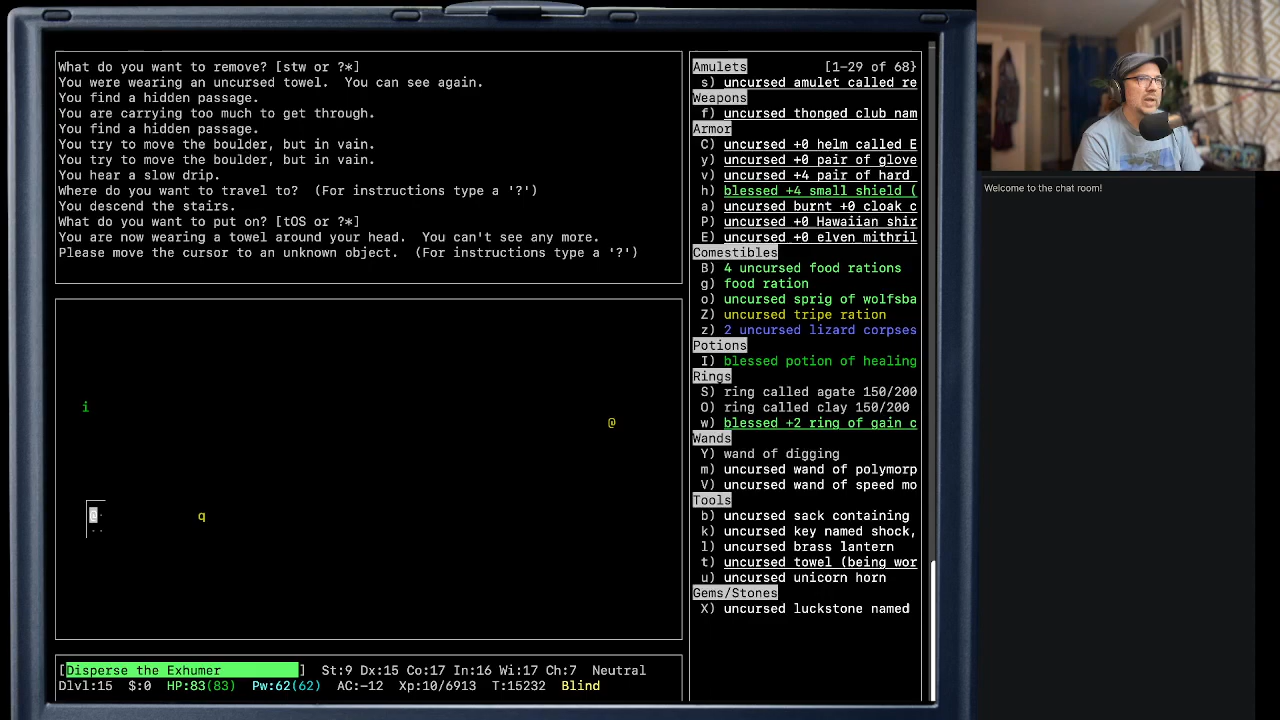 What do you want to remove? [stw or ?*]
You were wearing an uncursed towel.  You can see again.
You find a hidden passage.
You are carrying too much to get through.
You find a hidden passage.
You try to move the boulder, but in vain.
You try to move the boulder, but in vain.
You hear a slow drip.
Where do you want to travel to?  (For instructions type a '?')
You descend the stairs.
What do you want to put on? [tOS or ?*]
You are now wearing a towel around your head.  You can't see any more.
Please move the cursor to an unknown object.  (For instructions type a '?')
i
@
@·
q
··
[Disperse the Exhumer          ]  St:9 Dx:15 Co:17 In:16 Wi:17 Ch:7  Neutral
Dlvl:15  $:0  HP:83(83)  Pw:62(62)  AC:-12  Xp:10/6913  T:15232  Blind
Amulets [1-29 of 68}
s) uncursed amulet called re
Weapons
f) uncursed thonged club nam
Armor
C) uncursed +0 helm called E
y) uncursed +0 pair of glove
v) uncursed +4 pair of hard
h) blessed +4 small shield (
a) uncursed burnt +0 cloak c
P) uncursed +0 Hawaiian shir
E) uncursed +0 elven mithril
Comestibles
B) 4 uncursed food rations
g) food ration
o) uncursed sprig of wolfsba
Z) uncursed tripe ration
z) 2 uncursed lizard corpses
Potions
I) blessed potion of healing
Rings
S) ring called agate 150/200
O) ring called clay 150/200
w) blessed +2 ring of gain c
Wands
Y) wand of digging
m) uncursed wand of polymorp
V) uncursed wand of speed mo
Tools
b) uncursed sack containing
k) uncursed key named shock,
l) uncursed brass lantern
t) uncursed towel (being wor
u) uncursed unicorn horn
Gems/Stones
X) uncursed luckstone named
Welcome to the chat room!